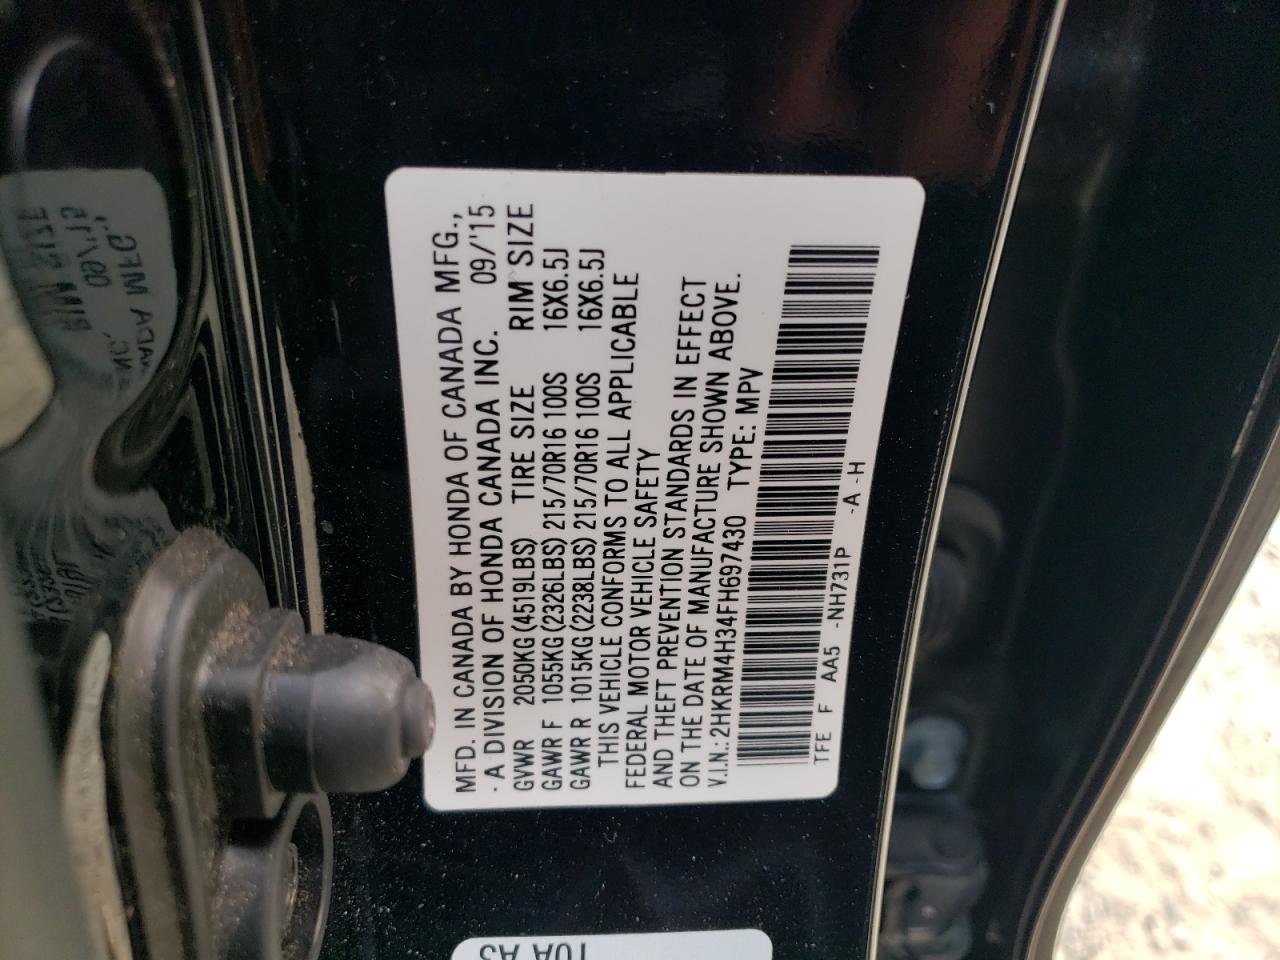 MFD. IN CANADA BY HONDA OF CANADA MFG.,
· A DIVISION OF HONDA CANADA INC. 09/'15
GVWR 2050KG (4519LBS) TIRE SIZE RIM SIZE
GAWR F 1055KG (2326LBS) 215/70R16 100S 16X6.5J
GAWR R 1015KG (2238LBS) 215/70R16 100S 16X6.5J
THIS VEHICLE CONFORMS TO ALL APPLICABLE
FEDERAL MOTOR VEHICLE SAFETY
AND THEFT PREVENTION STANDARDS IN EFFECT
ON THE DATE OF MANUFACTURE SHOWN ABOVE.
V.I.N.: 2HKRM4H34FH697430 TYPE: MPV
TFE F AA5 -NH731P -A -H